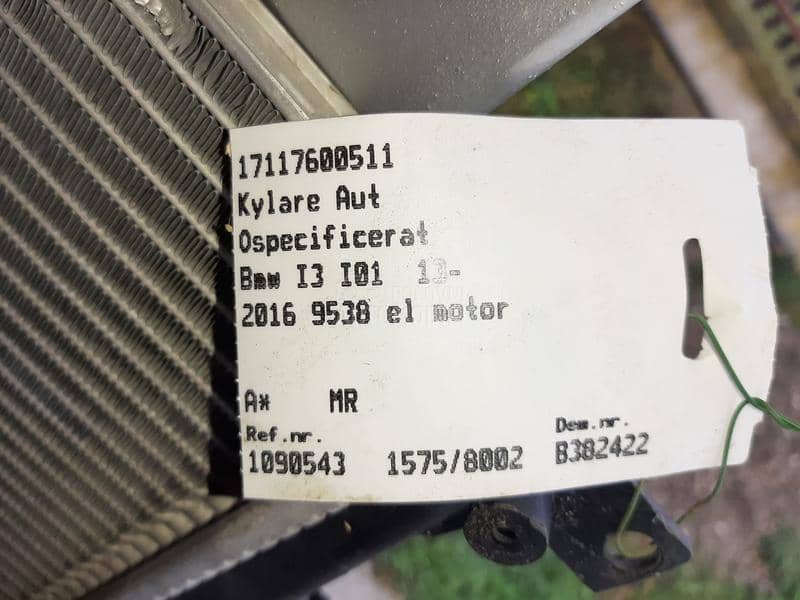 17117600511
Kylare Aut
Ospecificerat
Bmw I3 I01 13-
2016 9538 el motor
A* MR
Ref.nr. Dem.nr.
1090543 1575/8002 B382422